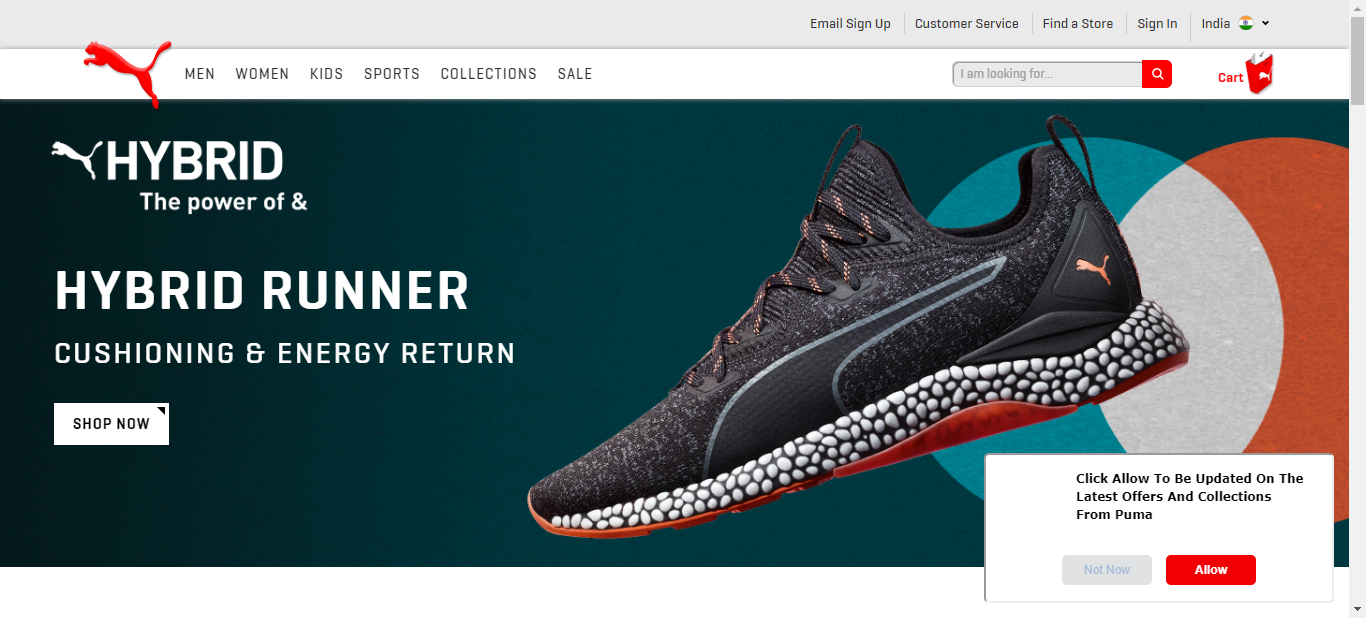 Email Sign Up
Customer Service
Find a Store
Sign In
India
MEN WOMEN KIDS SPORTS COLLECTIONS SALE
I am looking for...
Cart
HYBRID
The power of &
HYBRID RUNNER
CUSHIONING & ENERGY RETURN
SHOP NOW
Click Allow To Be Updated On The
Latest Offers And Collections
From Puma
Not Now
Allow